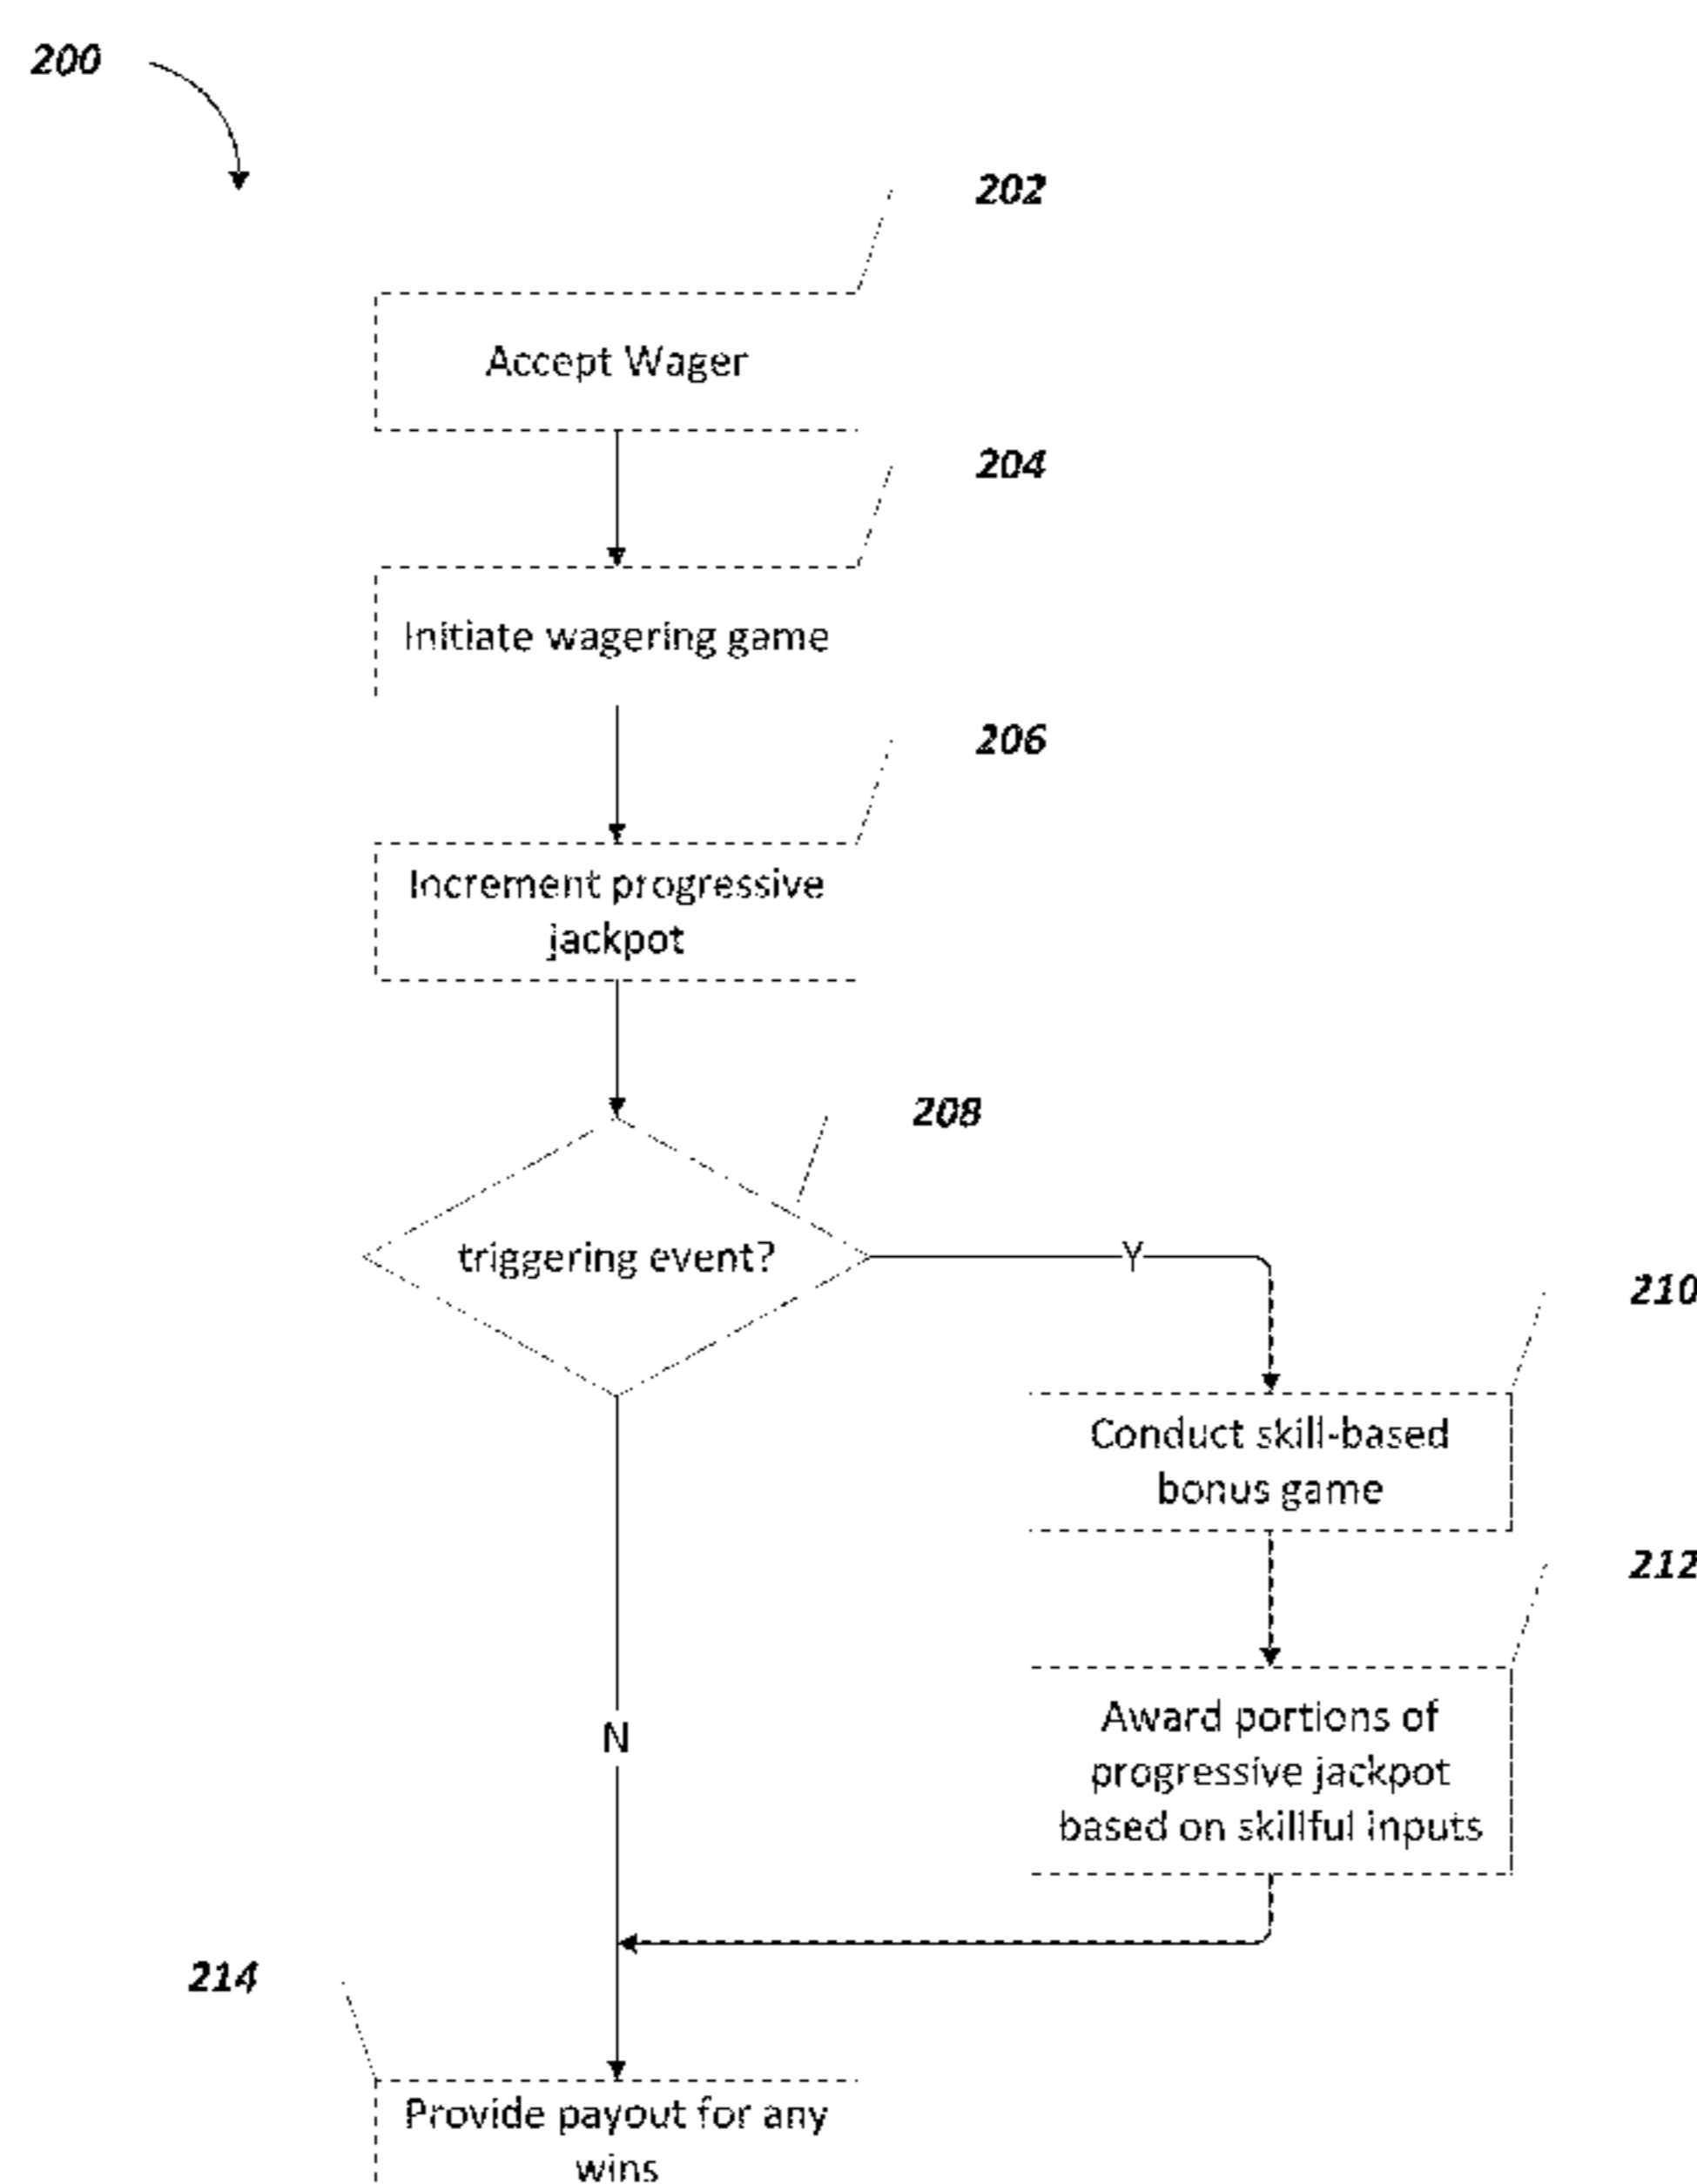 200
202
Accept Wager
204
Initiate wagering game
206
Increment progressive
jackpot
208
triggering event?
Y
210
Conduct skill-based
bonus game
212
Award portions of
progressive jackpot
based on skillful inputs
N
214
Provide payout for any
wins